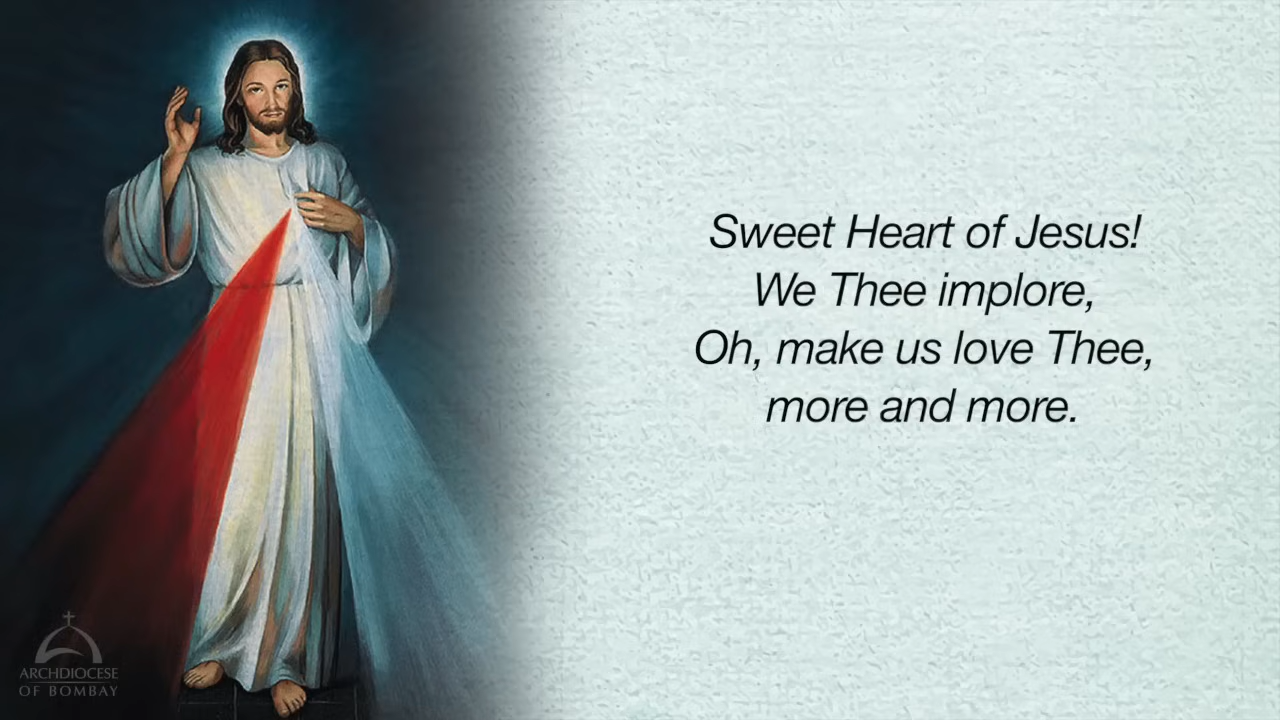 Sweet Heart of Jesus!
We Thee implore,
Oh, make us love Thee,
more and more.
ARCHDIOCESE
OF BOMBAY